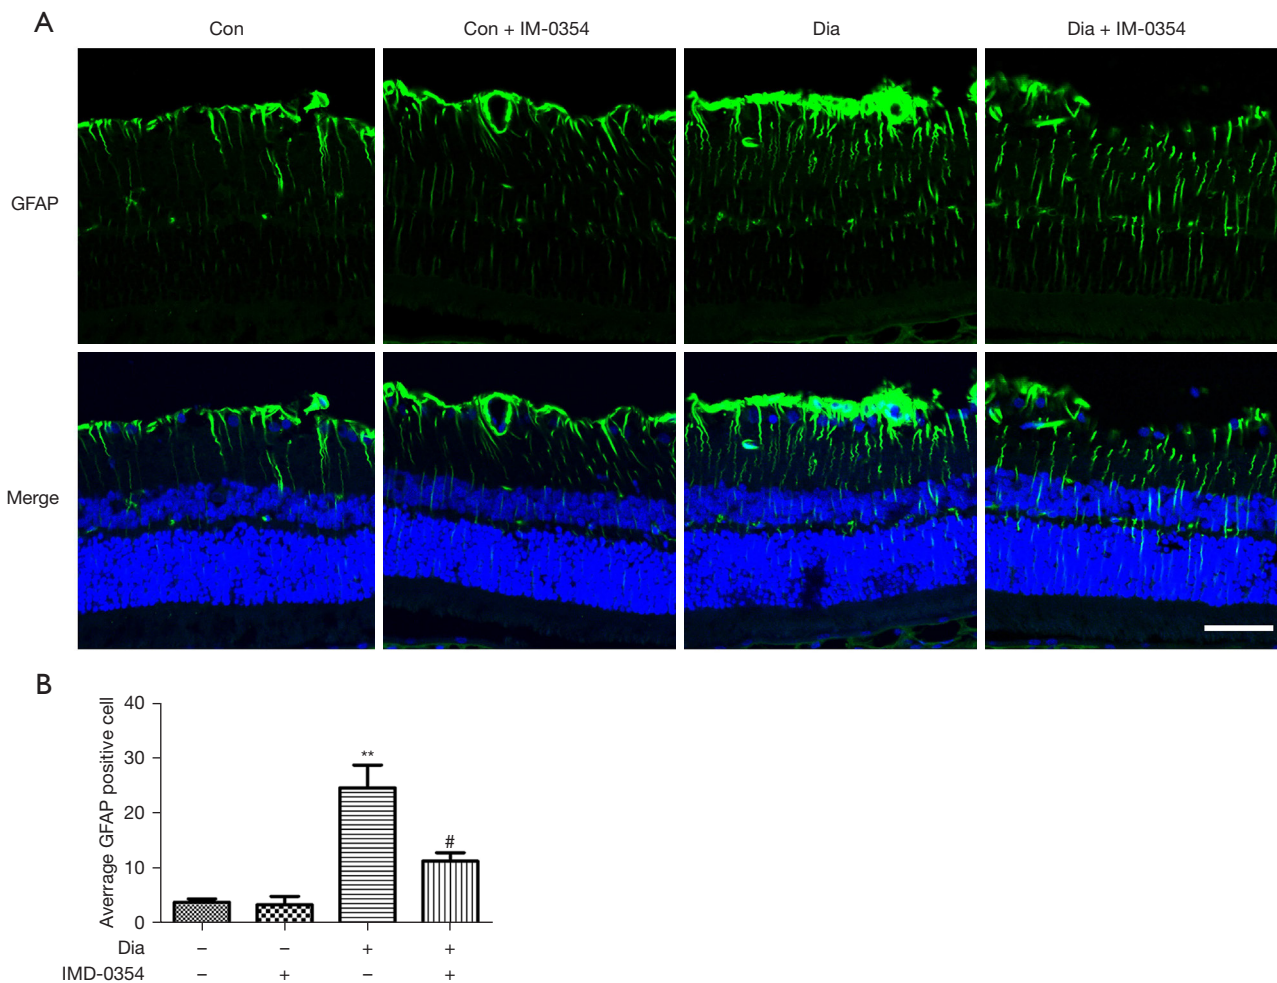 A
Con Con + IM-0354 Dia Dia + IM-0354
GFAP
Merge
B
Averrage GFAP positive cell
40
30
20
10
0
**
#
Dia – – + +
IMD-0354 – + – +